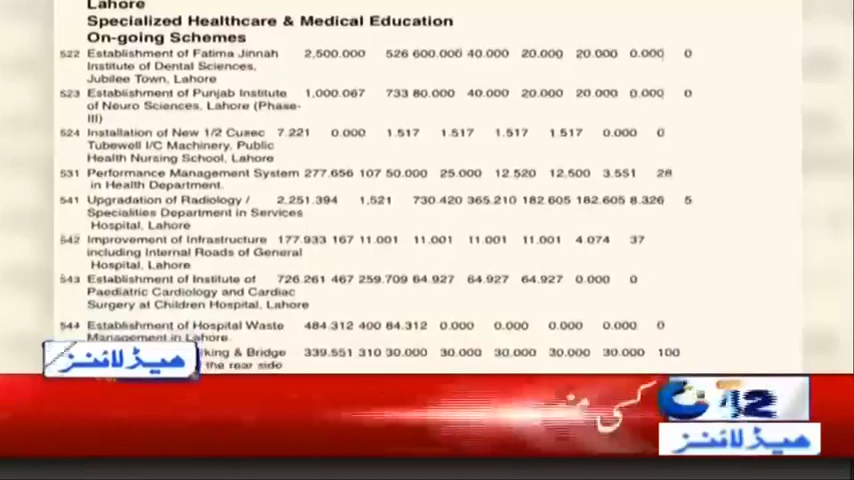 Lahore
Specialized Healthcare & Medical Education
On-going Schemes
522 Establishment of Fatima Jinnah 2,500.000 526 600.000 40.000 20.000 20.000 0.000 0
Institute of Dental Sciences,
Jubilee Town, Lahore
523 Establishment of Punjab Institute 1,000.067 733 80.000 40.000 20.000 20.000 0.000 0
of Neuro Sciences, Lahore (Phase-
III)
524 Installation of New 1/2 Cusec 7.221 0.000 1.517 1.517 1.517 1.517 0.000 0
Tubewell I/C Machinery, Public
Health Nursing School, Lahore
531 Performance Management System 277.656 107 50.000 25.000 12.520 12.500 3.551 28
in Health Department.
541 Upgradation of Radiology / 2,251.394 1,521 730.420 365.210 182.605 182.605 8.326 5
Specialities Department in Services
Hospital, Lahore
542 Improvement of Infrastructure 177.933 167 11.001 11.001 11.001 11.001 4.074 37
including Internal Roads of General
Hospital, Lahore
543 Establishment of Institute of 726.261 467 259.709 64.927 64.927 64.927 0.000 0
Paediatric Cardiology and Cardiac
Surgery at Children Hospital, Lahore
544 Establishment of Hospital Waste 484.312 400 84.312 0.000 0.000 0.000 0.000 0
Management in Lahore
& Bridge 339.551 310 30.000 30.000 30.000 30.000 30.000 100
the rear side
ہیڈلائنز
کسی
42
ہیڈلائنز